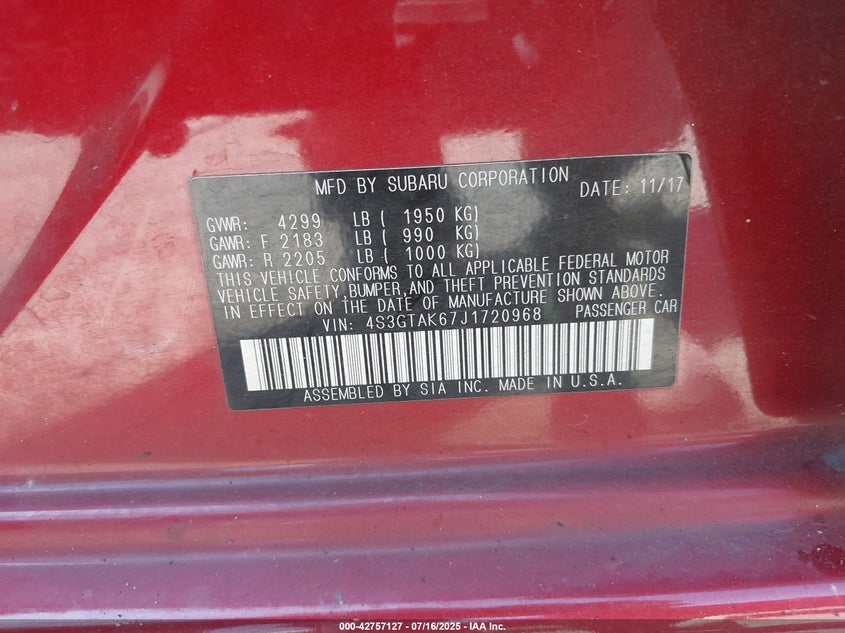 MFD BY SUBARU CORPORATION DATE: 11/17
GVWR: 4299 LB ( 1950 KG)
GAWR: F 2183 LB ( 990 KG)
GAWR: R 2205 LB ( 1000 KG)
THIS VEHICLE CONFORMS TO ALL APPLICABLE FEDERAL MOTOR
VEHICLE SAFETY,BUMPER,AND THEFT PREVENTION STANDARDS
IN EFFECT ON THE DATE OF MANUFACTURE SHOWN ABOVE.
VIN: 4S3GTAK67J1720968 PASSENGER CAR
ASSEMBLED BY SIA INC. MADE IN U.S.A.
000-42757127 - 07/16/2025 - IAA Inc.